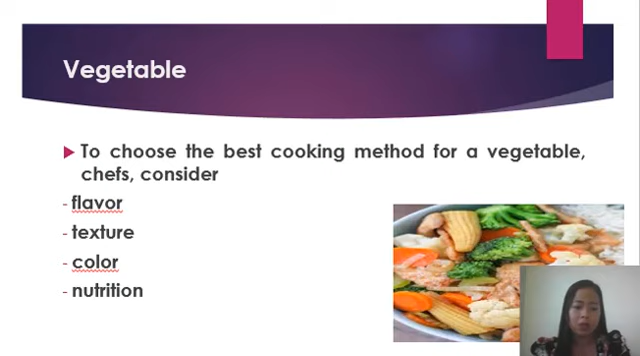 Vegetable
To choose the best cooking method for a vegetable,
chefs, consider
- flavor
- texture
- color
- nutrition